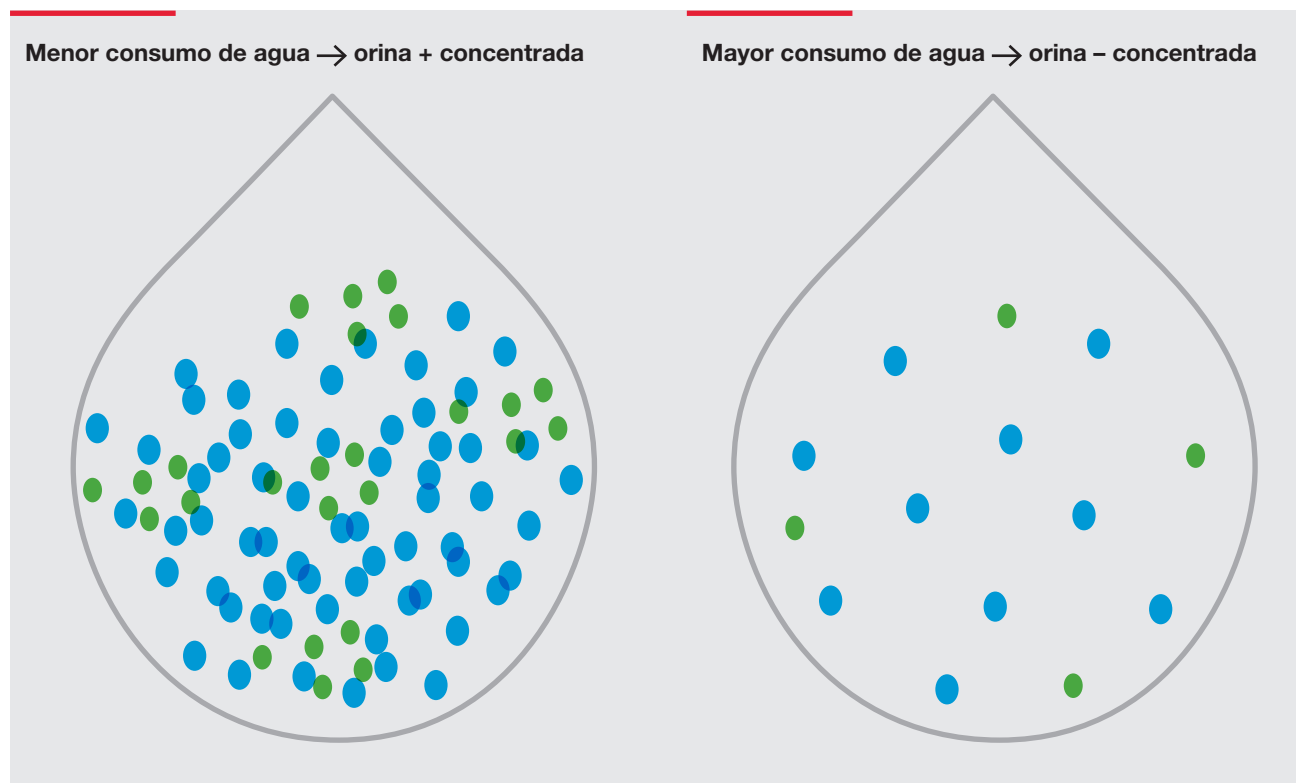 Menor consumo de agua → orina + concentrada
Mayor consumo de agua → orina – concentrada